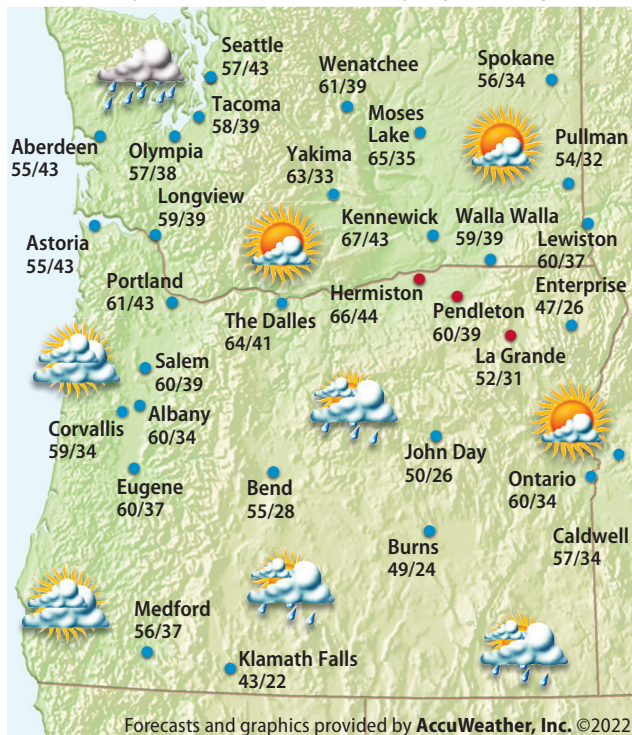 Seattle
57/43
Wenatchee
61/39
Spokane
56/34
Tacoma
58/39
Moses
Lake
65/35
Aberdeen
55/43
Olympia
57/38
Yakima
63/33
Pullman
54/32
Longview
59/39
Kennewick
67/43
Walla Walla
59/39
Astoria
55/43
Lewiston
60/37
Portland
61/43
The Dalles
64/41
Hermiston
66/44
Pendleton
60/39
Enterprise
47/26
La Grande
52/31
Salem
60/39
Albany
60/34
Corvallis
59/34
John Day
50/26
Eugene
60/37
Bend
55/28
Ontario
60/34
Burns
49/24
Caldwell
57/34
Medford
56/37
Klamath Falls
43/22
Forecasts and graphics provided by AccuWeather, Inc. ©2022